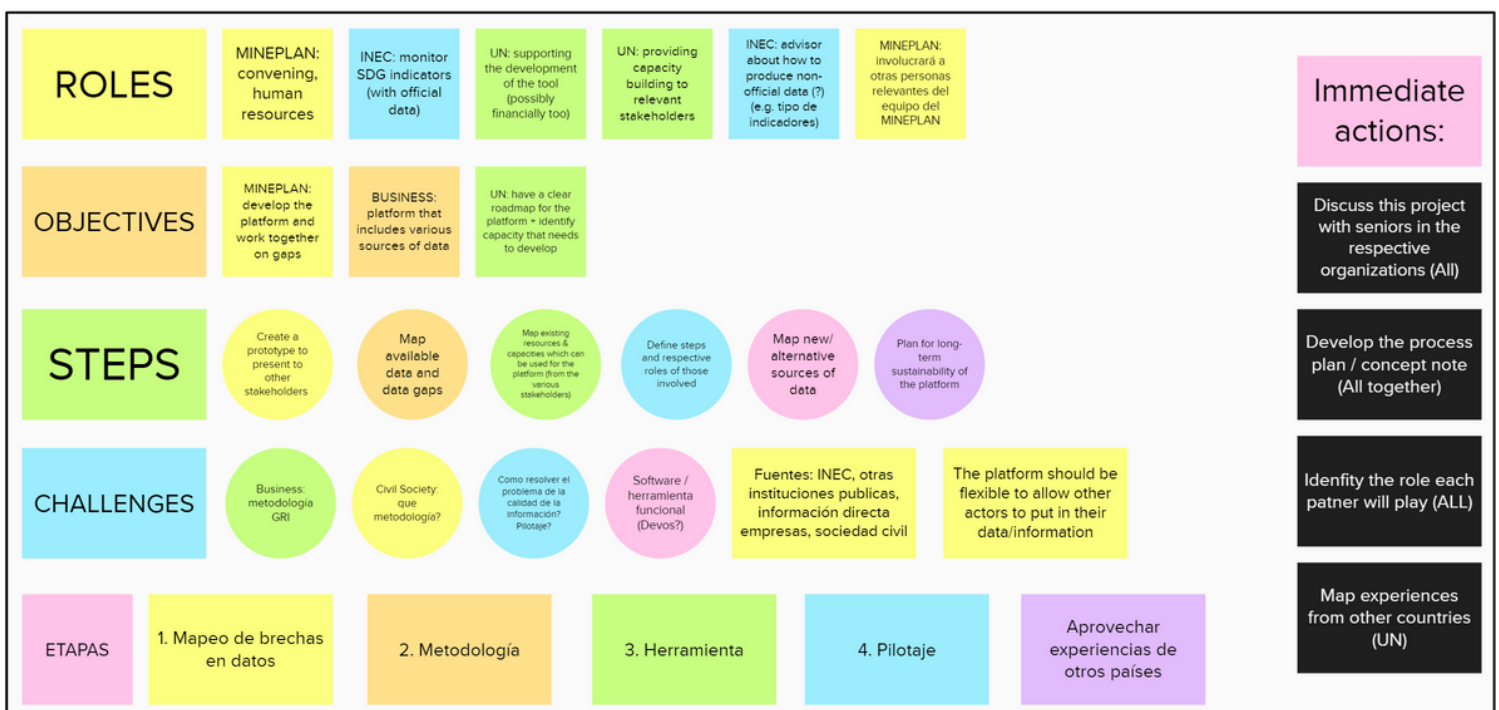 ROLES
MINEPLAN:
convening,
human
resources
INEC: monitor
SDG indicators
(with official
data)
UN: supporting
the development
of the tool
(possibly
financially too)
UN: providing
capacity
building to
relevant
stakeholders
INEC: advisor
about how to
produce non-
official data (?)
(e.g. tipo de
indicadores)
MINEPLAN:
involucrará a
otras personas
relevantes del
equipo del
MINEPLAN
OBJECTIVES
MINEPLAN:
develop the
platform and
work together
on gaps
BUSINESS:
platform that
includes various
sources of data
UN: have a clear
roadmap for the
platform + identify
capacity that needs
to develop
STEPS
Create a
prototype to
present to
other
stakeholders
Map
available
data and
data gaps
Map existing
resources &
capacities which can
be used for the
platform (from the
various
stakeholders)
Define steps
and respective
roles of those
involved
Map new/
alternative
sources of
data
Plan for long-
term
sustainability of
the platform
CHALLENGES
Business:
metodología
GRI
Civil Society:
que
metodología?
Como resolver el
problema de la
calidad de la
información?
Pilotaje?
Software /
herramienta
funcional
(Devos?)
Fuentes: INEC, otras
instituciones publicas,
información directa
empresas, sociedad civil
The platform should be
flexible to allow other
actors to put in their
data/information
ETAPAS
1. Mapeo de brechas
en datos
2. Metodología
3. Herramienta
4. Pilotaje
Aprovechar
experiencias de
otros países
Immediate
actions:
Discuss this project
with seniors in the
respective
organizations (All)
Develop the process
plan / concept note
(All together)
Idenfity the role each
patner will play (ALL)
Map experiences
from other countries
(UN)